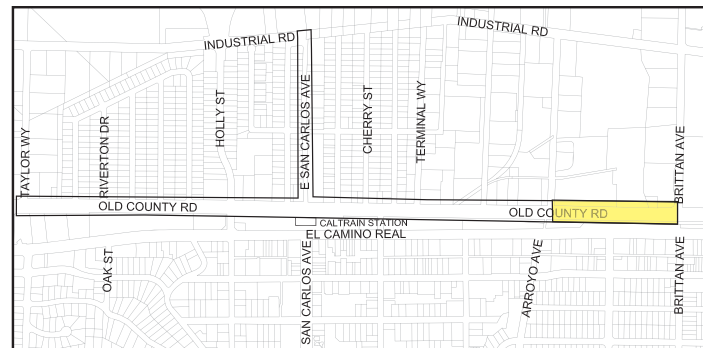 INDUSTRIAL RD
INDUSTRIAL RD
TAYLOR WY
RIVERTON DR
HOLLY ST
E SAN CARLOS AVE
CHERRY ST
TERMINAL WY
BRITTAN AVE
OLD COUNTY RD
OLD COUNTY RD
CALTRAIN STATION
EL CAMINO REAL
OAK ST
SAN CARLOS AVE
ARROYO AVE
BRITTAN AVE